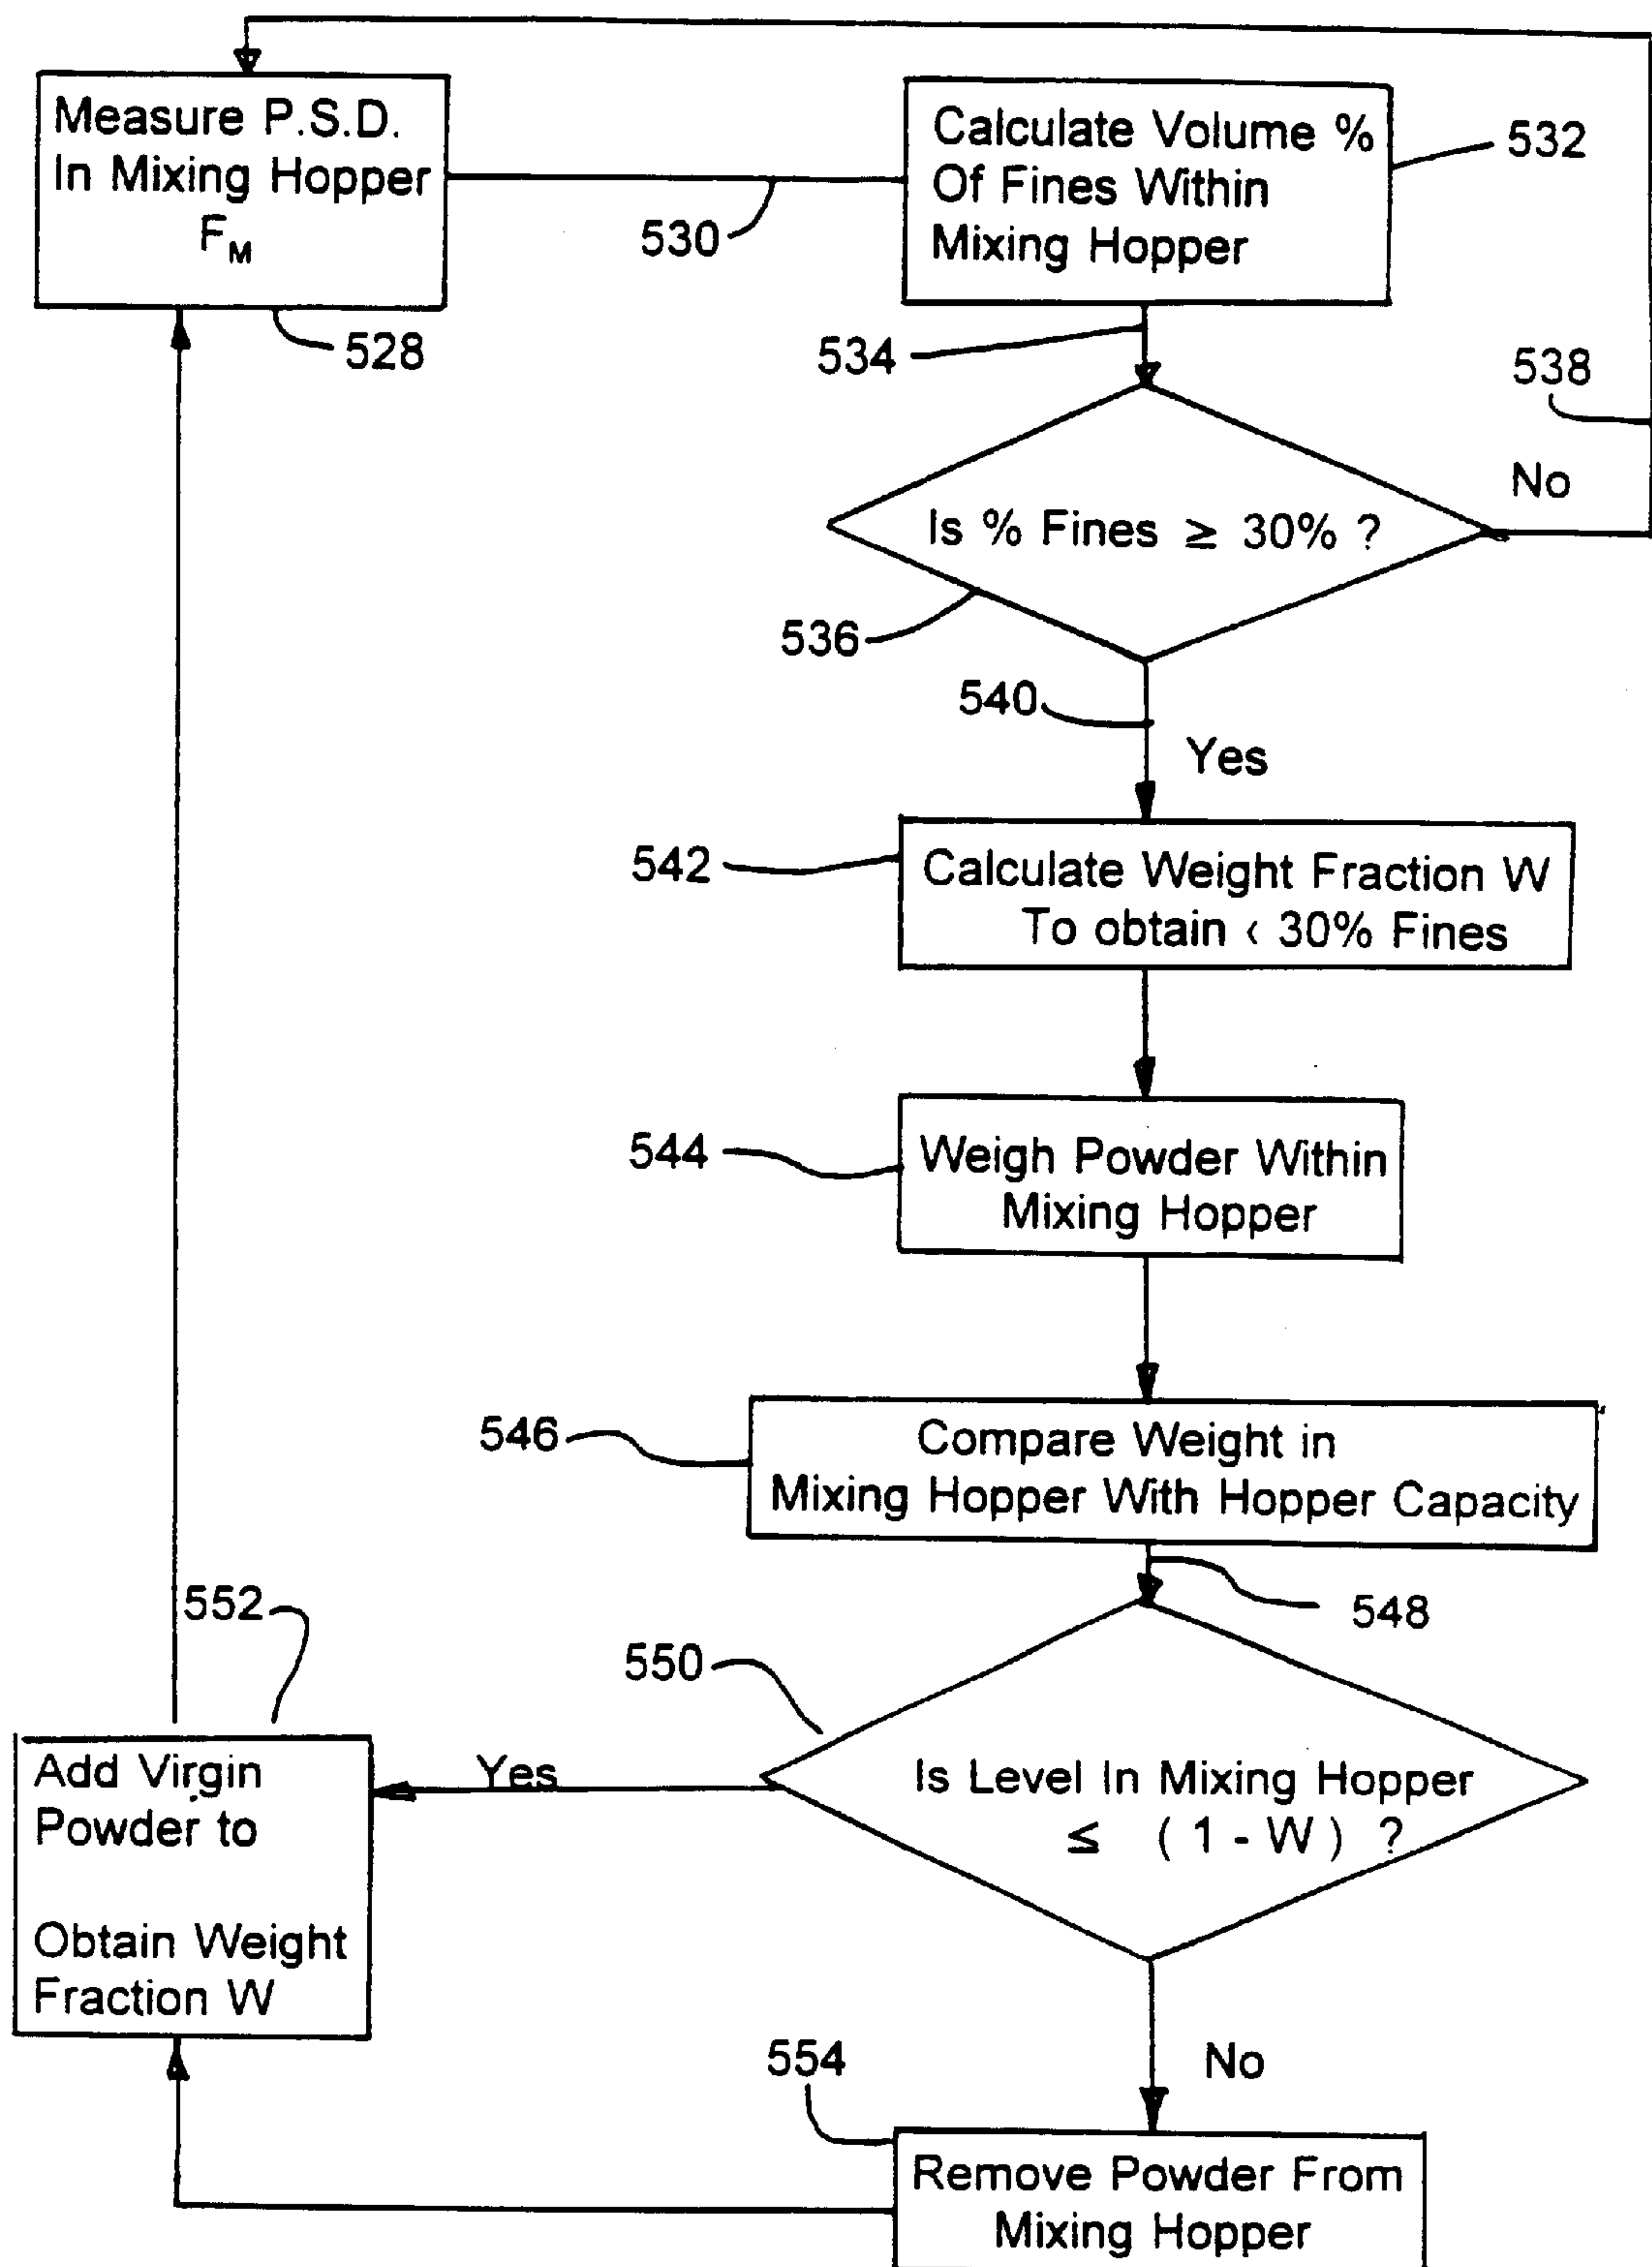 Measure P.S.D.
In Mixing Hopper
F_M
528
530
Calculate Volume %
Of Fines Within
Mixing Hopper
532
534
538
No
Is % Fines ≥ 30% ?
536
540
Yes
542
Calculate Weight Fraction W
To obtain < 30% Fines
544
Weigh Powder Within
Mixing Hopper
546
Compare Weight in
Mixing Hopper With Hopper Capacity
548
552
550
Add Virgin
Powder to
Obtain Weight
Fraction W
Yes
Is Level In Mixing Hopper
≤ ( 1 - W ) ?
554
No
Remove Powder From
Mixing Hopper